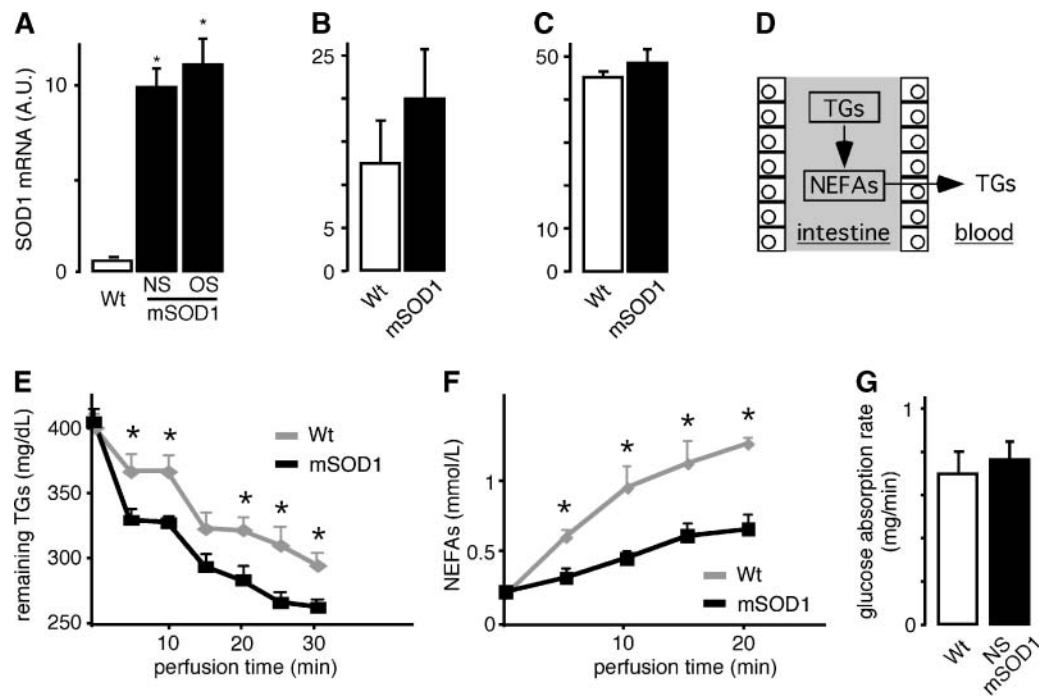 A
SOD1 mRNA (A.U.)
10
0
*
*
Wt
NS
OS
mSOD1
B
25
5
0
Wt
mSOD1
C
50
50
0
Wt
mSOD1
D
TGs
NEFAs
TGs
intestine
blood
E
remaining TGs (mg/dL)
400
350
300
250
* * * * *
Wt
mSOD1
10 20 30
perfusion time (min)
F
NEFAs (mmol/L)
1
0.5
0
* * * *
Wt
mSOD1
10 20
perfusion time (min)
G
glucose absorption rate
(mg/min)
1
0
Wt
NS
mSOD1